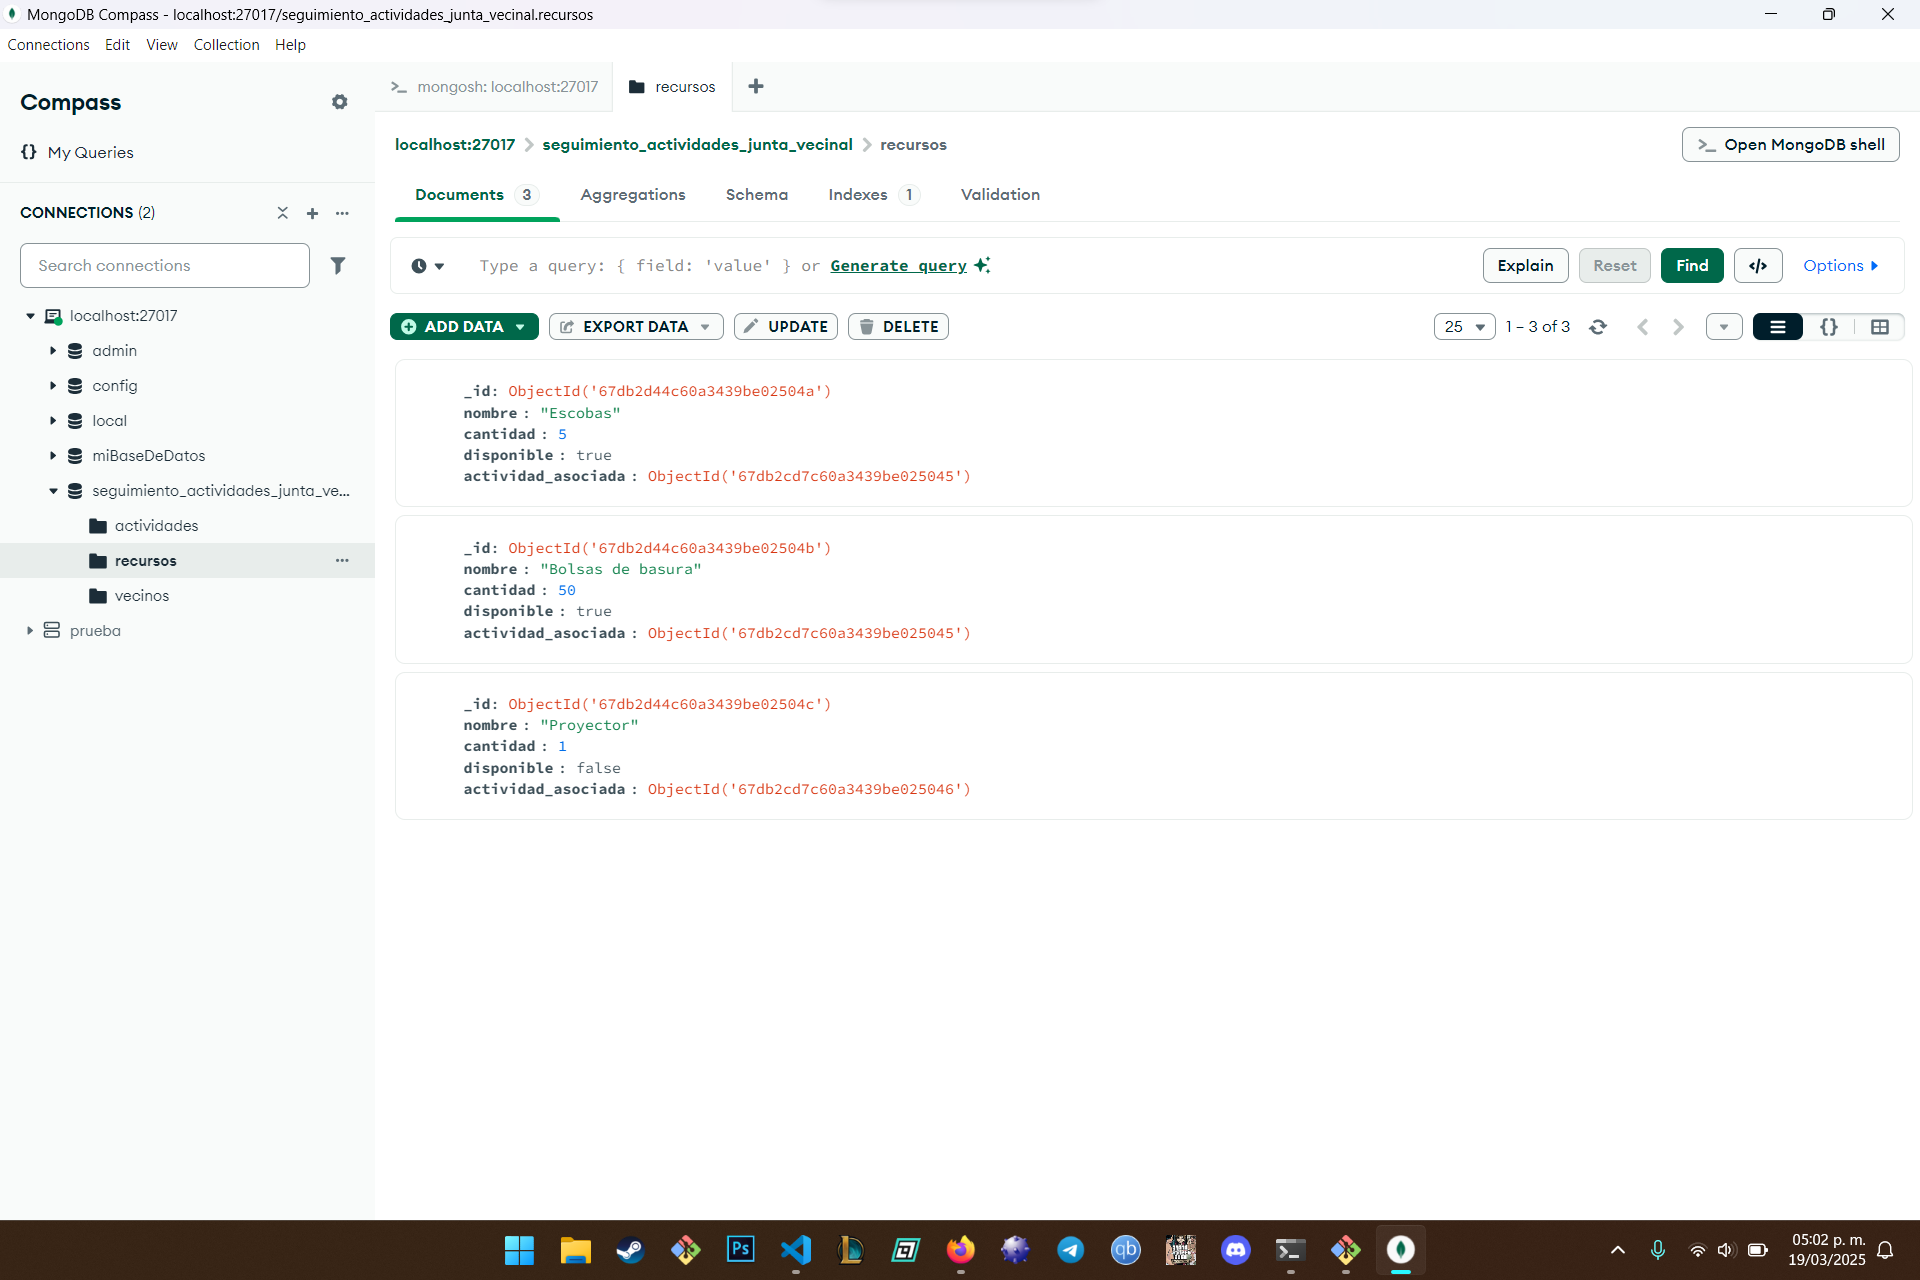 MongoDB Compass - localhost:27017/seguimiento_actividades_junta_vecinal.recursos
Connections Edit View Collection Help
Compass
{} My Queries
CONNECTIONS (2)
Search connections
localhost:27017
admin
config
local
miBaseDeDatos
seguimiento_actividades_junta_ve...
actividades
recursos
vecinos
prueba
>_ mongosh: localhost:27017
recursos
localhost:27017 > seguimiento_actividades_junta_vecinal > recursos
>_ Open MongoDB shell
Documents 3 Aggregations Schema Indexes 1 Validation
Type a query: { field: 'value' } or Generate query
Explain Reset Find </> Options
ADD DATA EXPORT DATA UPDATE DELETE
25 1 – 3 of 3 {}
_id: ObjectId('67db2d44c60a3439be02504a')
nombre : "Escobas"
cantidad : 5
disponible : true
actividad_asociada : ObjectId('67db2cd7c60a3439be025045')
_id: ObjectId('67db2d44c60a3439be02504b')
nombre : "Bolsas de basura"
cantidad : 50
disponible : true
actividad_asociada : ObjectId('67db2cd7c60a3439be025045')
_id: ObjectId('67db2d44c60a3439be02504c')
nombre : "Proyector"
cantidad : 1
disponible : false
actividad_asociada : ObjectId('67db2cd7c60a3439be025046')
Ps
qb
05:02 p. m.
19/03/2025